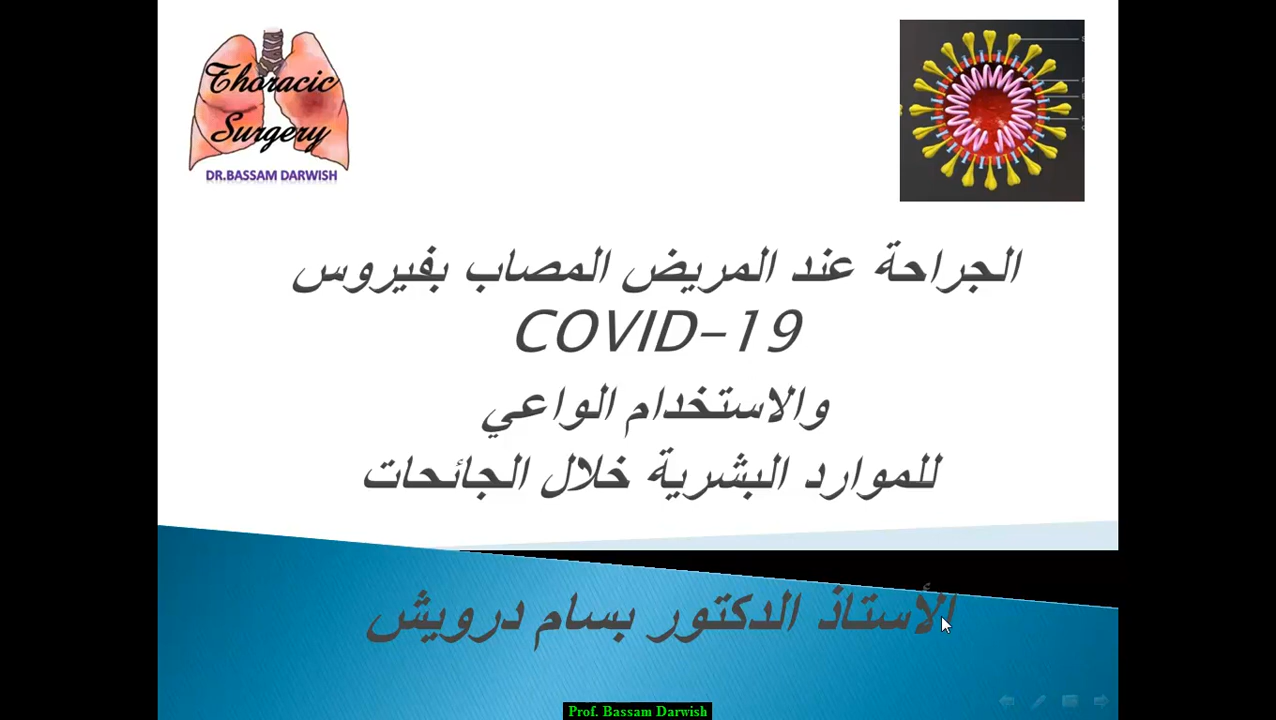 Thoracic
Surgery
DR.BASSAM DARWISH
الجراحة عند المريض المصاب بفيروس
COVID-19
والاستخدام الواعي
للموارد البشرية خلال الجائحات
الأستاذ الدكتور بسام درويش
Prof. Bassam Darwish